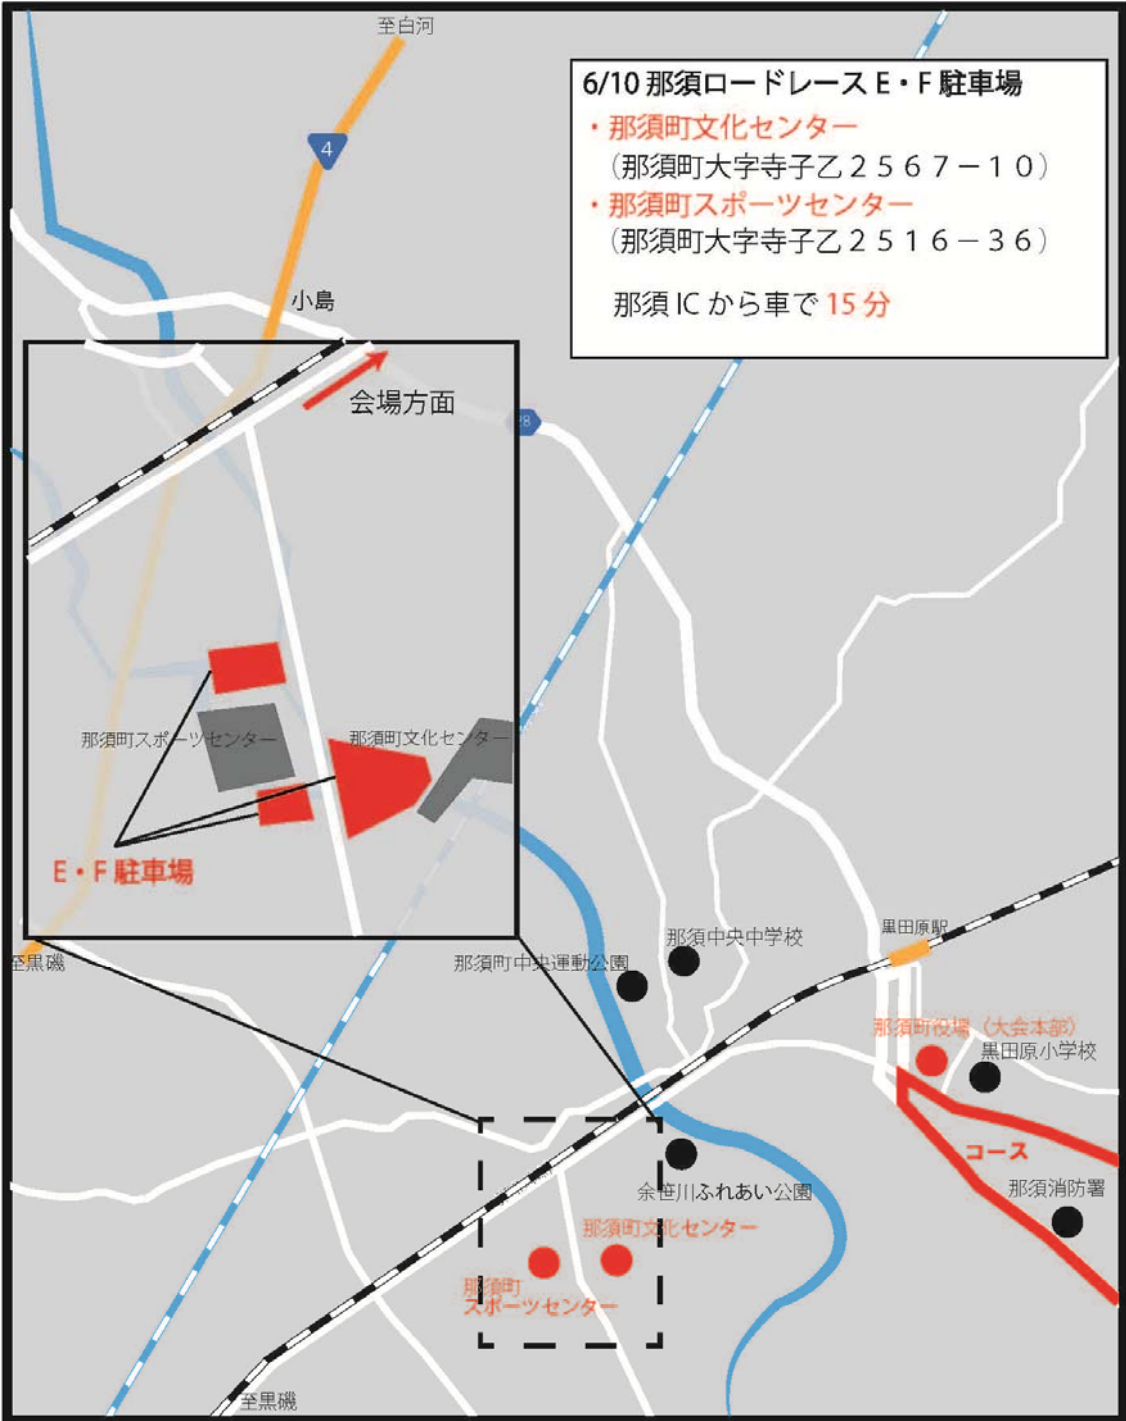 至白河
6/10 那須ロードレース E・F 駐車場
・那須町文化センター
（那須町大字寺子乙２５６７－１０）
・那須町スポーツセンター
（那須町大字寺子乙２５１６－３６）
那須 IC から車で 15 分
4
小島
会場方面
28
那須町スポーツセンター
那須町文化センター
E・F 駐車場
至黒磯
黒田原駅
那須中央中学校
那須町中央運動公園
那須町役場（大会本部）
黒田原小学校
コース
那須消防署
余笹川ふれあい公園
那須町文化センター
那須町
スポーツセンター
至黒磯